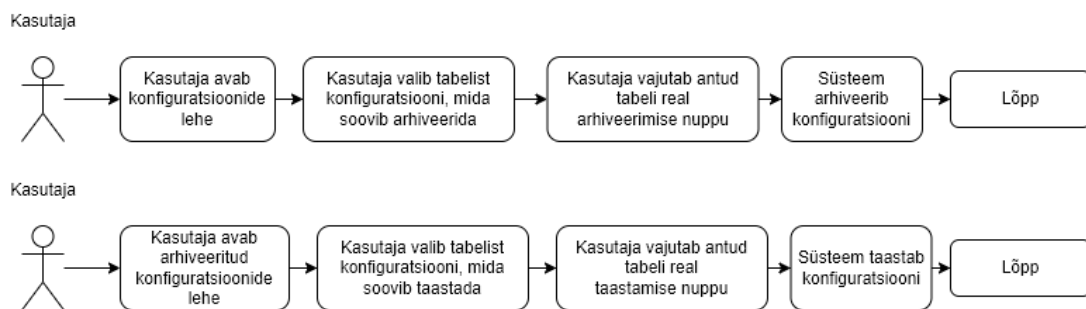 Kasutaja
Kasutaja avab
konfiguratsioonide
lehe
Kasutaja valib tabelist
konfiguratsiooni, mida
soovib arhiveerida
Kasutaja vajutab antud
tabeli real
arhiveerimise nuppu
Süsteem
arhiveerib
konfiguratsiooni
Lõpp
Kasutaja
Kasutaja avab
arhiveeritud
konfiguratsioonide
lehe
Kasutaja valib tabelist
konfiguratsiooni, mida
soovib taastada
Kasutaja vajutab antud
tabeli real
taastamise nuppu
Süsteem taastab
konfiguratsiooni
Lõpp